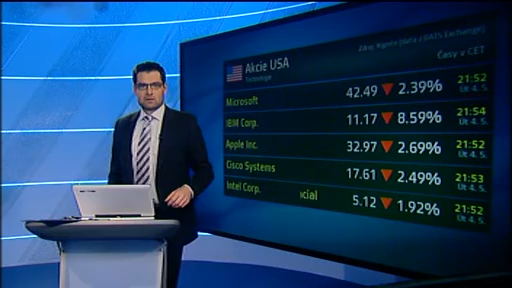 Akcie USA
Technologie
Časy v CET
Microsoft 42.49 2.39% 21:52
Út 4. 5.
IBM Corp. 11.17 8.59% 21:54
Út 4. 5.
Apple Inc. 32.97 2.69% 21:52
Út 4. 5.
Cisco Systems 17.61 2.49% 21:53
Út 4. 5.
Intel Corp. cial 5.12 1.92% 21:52
Út 4. 5.